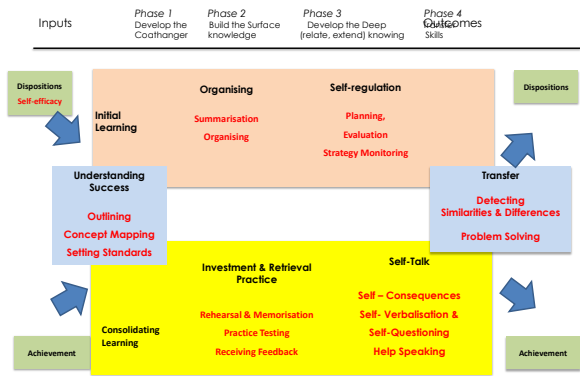 Inputs
Phase 1
Develop the
Coathanger
Phase 2
Build the Surface
knowledge
Phase 3
Develop the Deep
(relate, extend) knowing
Phase 4
Transfer
Skills
Outcomes
Dispositions
Self-efficacy
Initial
Learning
Organising
Summarisation
Organising
Self-regulation
Planning,
Evaluation
Strategy Monitoring
Dispositions
Understanding
Success
Outlining
Concept Mapping
Setting Standards
Transfer
Detecting
Similarities & Differences
Problem Solving
Achievement
Consolidating
Learning
Investment & Retrieval
Practice
Rehearsal & Memorisation
Practice Testing
Receiving Feedback
Self-Talk
Self – Consequences
Self- Verbalisation &
Self-Questioning
Help Speaking
Achievement